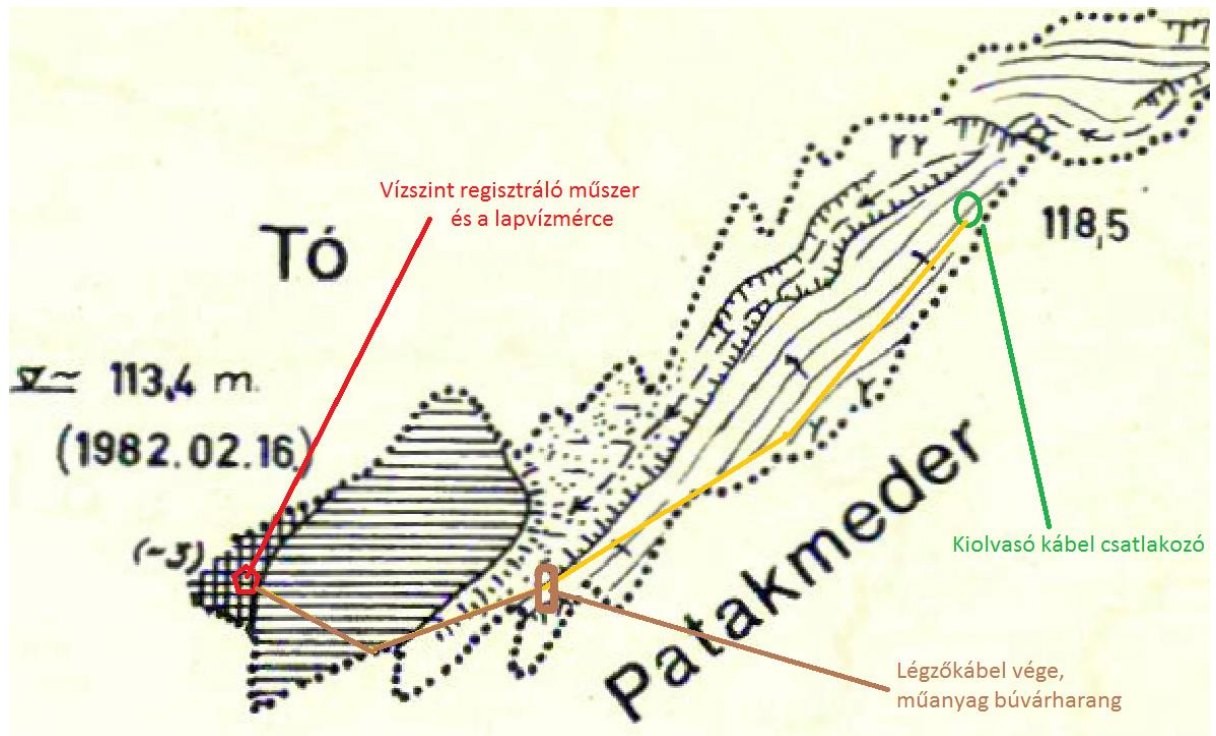 Vízszint regisztráló műszer
és a lapvízmérce
Tó
118,5
~ 113,4 m.
(1982.02.16.)
(-3)
Kiolvasó kábel csatlakozó
Patakmeder
Légzőkábel vége,
műanyag búvárharang